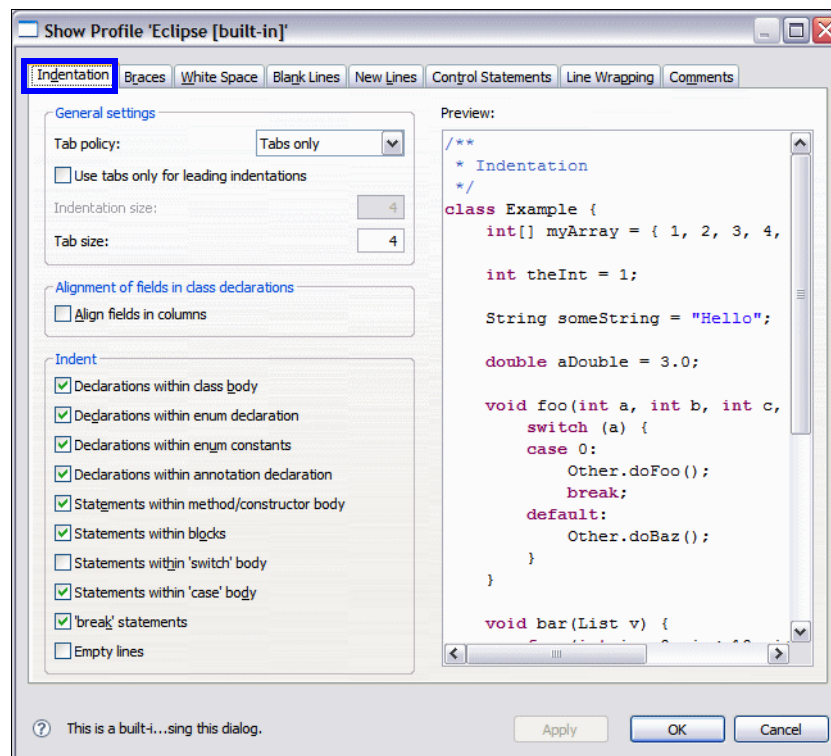 Show Profile 'Eclipse [built-in]'
Indentation Braces White Space Blank Lines New Lines Control Statements Line Wrapping Comments
General settings
Tab policy: Tabs only
Use tabs only for leading indentations
Indentation size: 4
Tab size: 4
Alignment of fields in class declarations
Align fields in columns
Indent
Declarations within class body
Declarations within enum declaration
Declarations within enum constants
Declarations within annotation declaration
Statements within method/constructor body
Statements within blocks
Statements within 'switch' body
Statements within 'case' body
'break' statements
Empty lines
Preview:
/**
 * Indentation
 */
class Example {
    int[] myArray = { 1, 2, 3, 4,
    int theInt = 1;
    String someString = "Hello";
    double aDouble = 3.0;
    void foo(int a, int b, int c,
        switch (a) {
        case 0:
            Other.doFoo();
            break;
        default:
            Other.doBaz();
        }
    }
    void bar(List v) {
This is a built-i...sing this dialog.
Apply OK Cancel